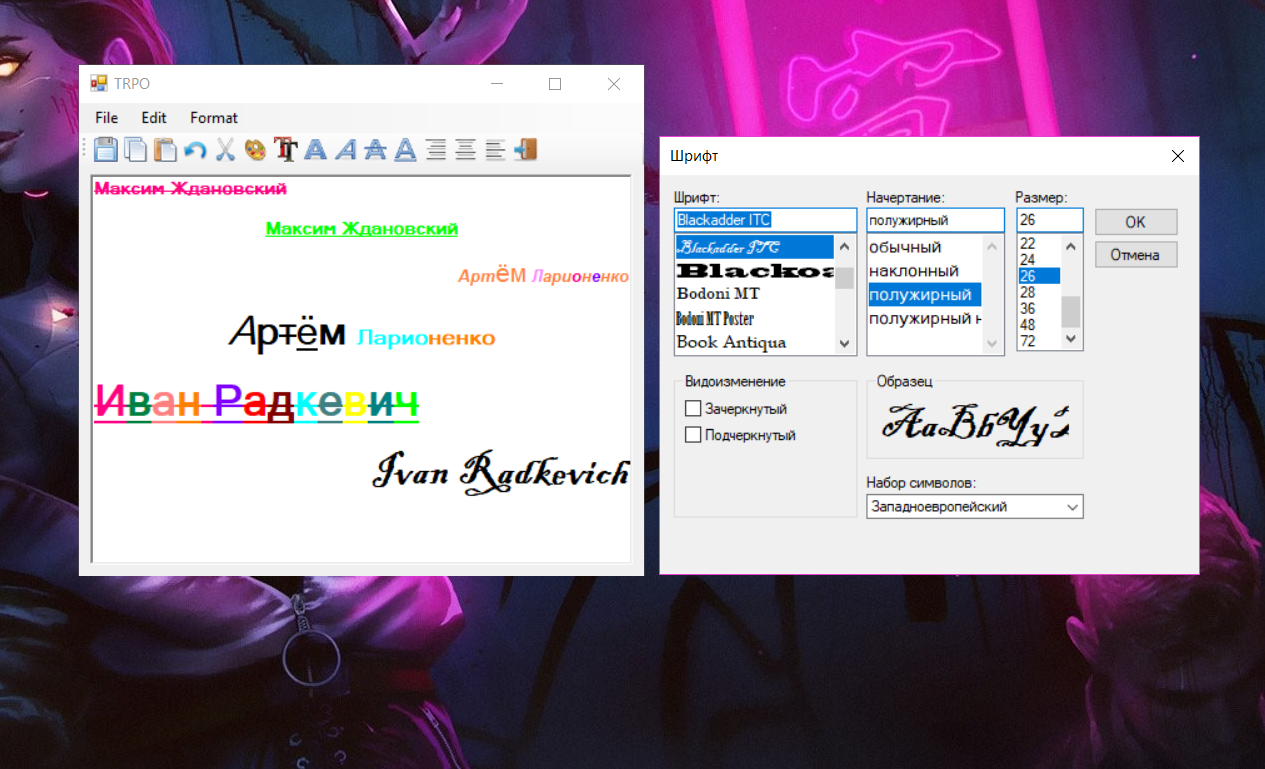 TRPO
File Edit Format
Максим Ждановский
Максим Ждановский
Артём Ларионенко
Артём Ларионенко
Иван Радкевич
Ivan Radkevich
Шрифт
Шрифт:
Blackadder ITC
Blackadder ITC
Bodoni MT
Bodoni MT Poster
Book Antiqua
Начертание:
полужирный
обычный
наклонный
полужирный
полужирный н
Размер:
26
22
24
26
28
36
48
72
OK
Отмена
Видоизменение
Зачеркнутый
Подчеркнутый
Образец
АаBbYyZ
Набор символов:
Западноевропейский